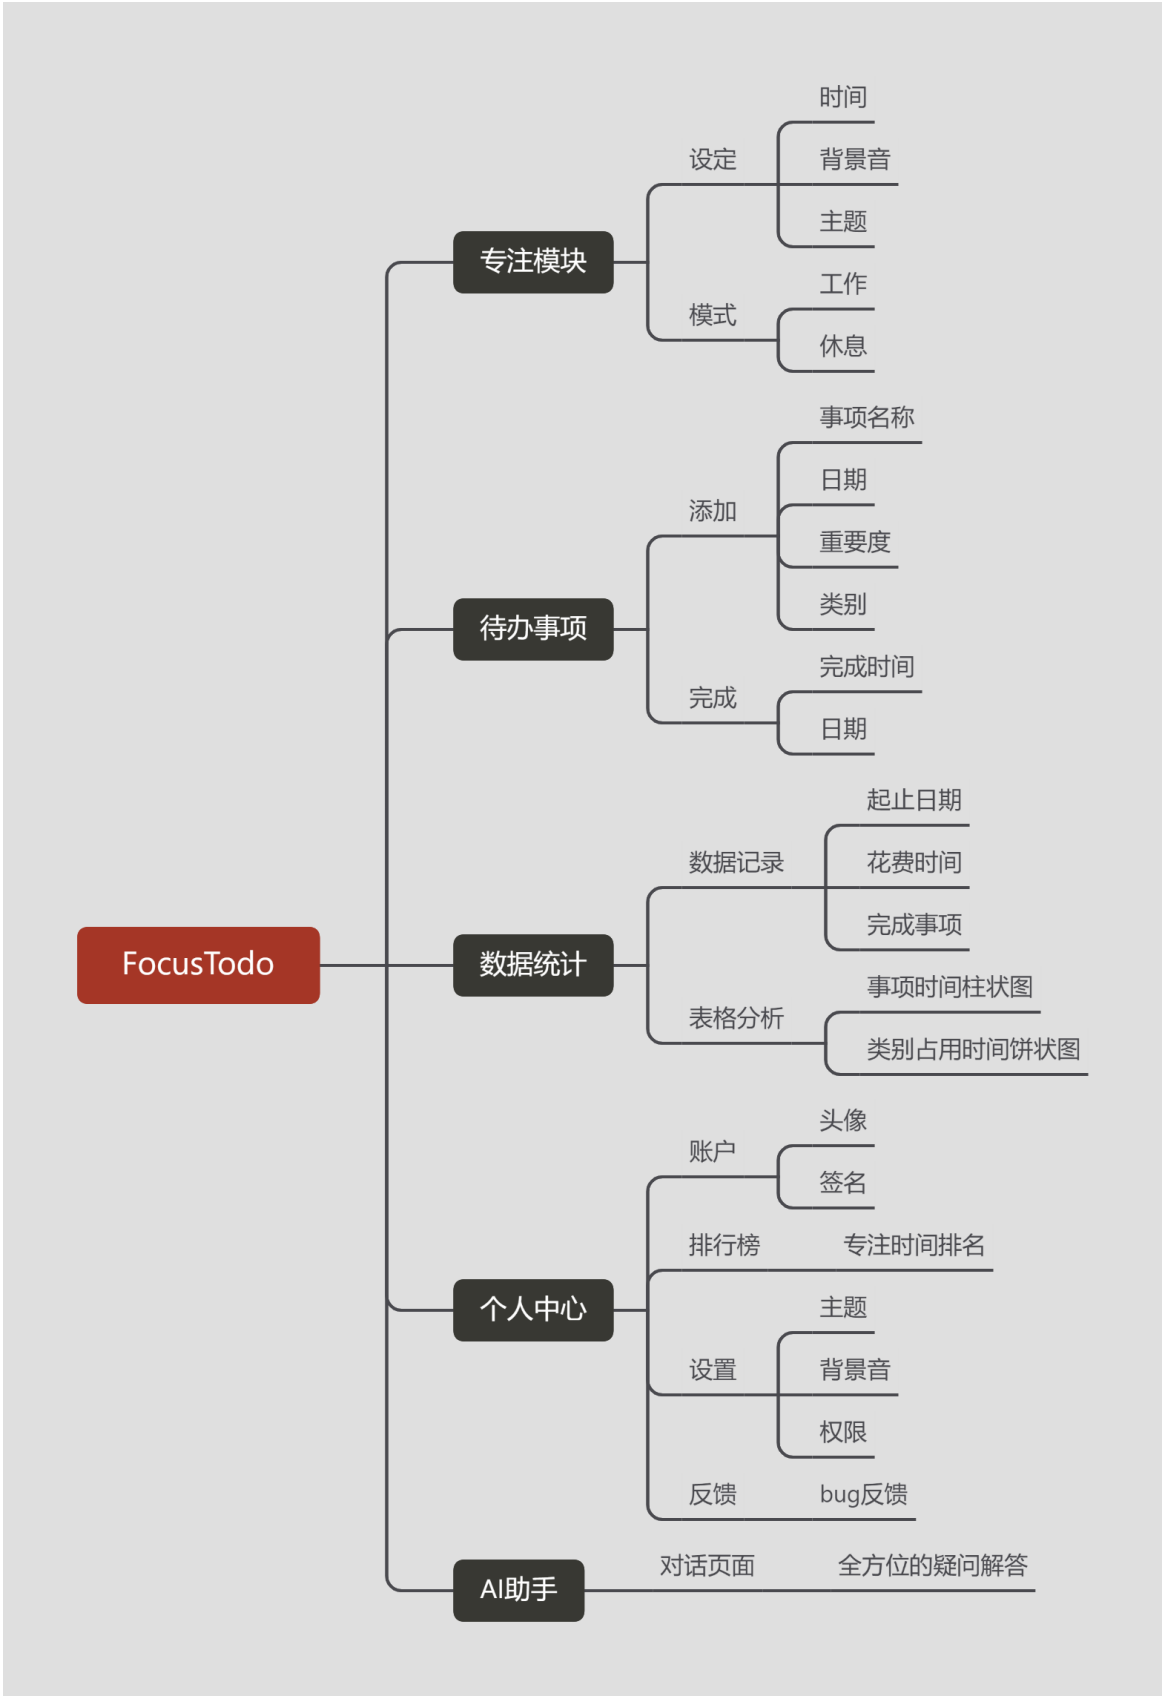 FocusTodo
专注模块
设定
时间
背景音
主题
模式
工作
休息
待办事项
添加
事项名称
日期
重要度
类别
完成
完成时间
日期
数据统计
数据记录
起止日期
花费时间
完成事项
表格分析
事项时间柱状图
类别占用时间饼状图
个人中心
账户
头像
签名
排行榜
专注时间排名
设置
主题
背景音
权限
反馈
bug反馈
AI助手
对话页面
全方位的疑问解答